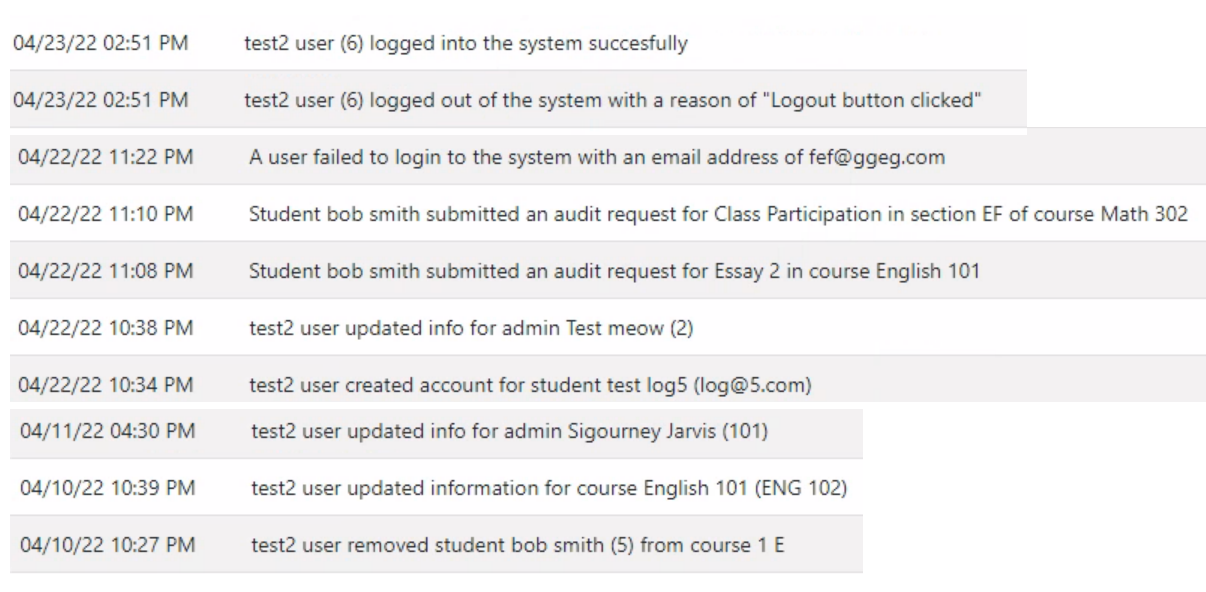 04/23/22 02:51 PM test2 user (6) logged into the system succesfully
04/23/22 02:51 PM test2 user (6) logged out of the system with a reason of "Logout button clicked"
04/22/22 11:22 PM A user failed to login to the system with an email address of fef@ggeg.com
04/22/22 11:10 PM Student bob smith submitted an audit request for Class Participation in section EF of course Math 302
04/22/22 11:08 PM Student bob smith submitted an audit request for Essay 2 in course English 101
04/22/22 10:38 PM test2 user updated info for admin Test meow (2)
04/22/22 10:34 PM test2 user created account for student test log5 (log@5.com)
04/11/22 04:30 PM test2 user updated info for admin Sigourney Jarvis (101)
04/10/22 10:39 PM test2 user updated information for course English 101 (ENG 102)
04/10/22 10:27 PM test2 user removed student bob smith (5) from course 1 E